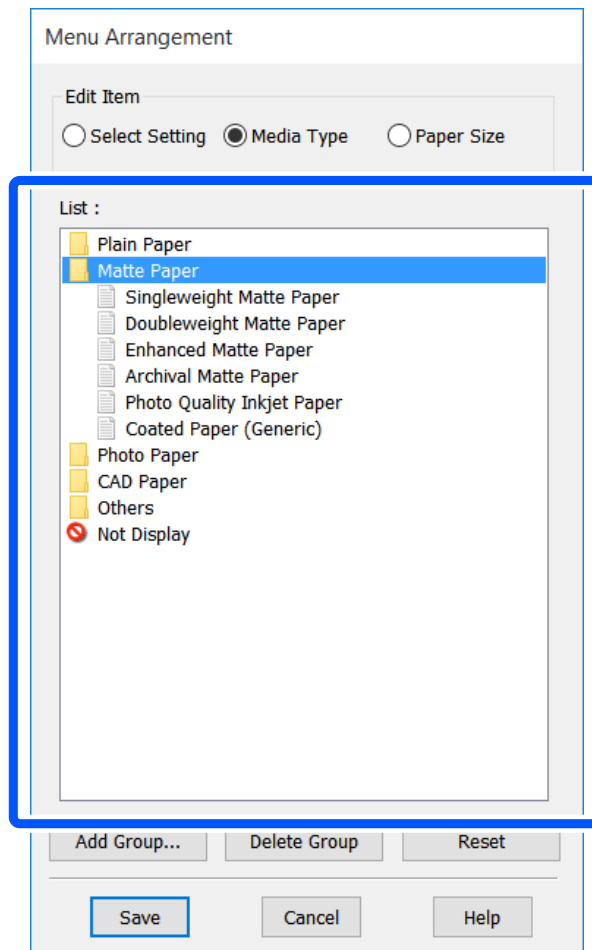 Menu Arrangement
Edit Item
Select Setting Media Type Paper Size
List :
Plain Paper
Matte Paper
Singleweight Matte Paper
Doubleweight Matte Paper
Enhanced Matte Paper
Archival Matte Paper
Photo Quality Inkjet Paper
Coated Paper (Generic)
Photo Paper
CAD Paper
Others
Not Display
Add Group... Delete Group Reset
Save Cancel Help